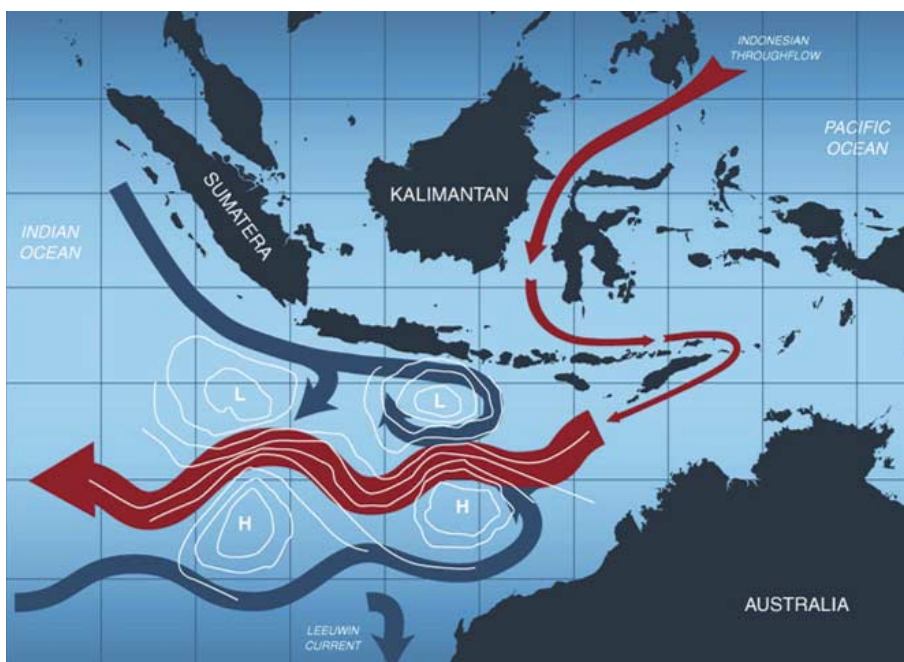 INDONESIAN
THROUGHFLOW
PACIFIC
OCEAN
SUMATERA
KALIMANTAN
INDIAN
OCEAN
L
L
H
H
AUSTRALIA
LEEUWIN
CURRENT